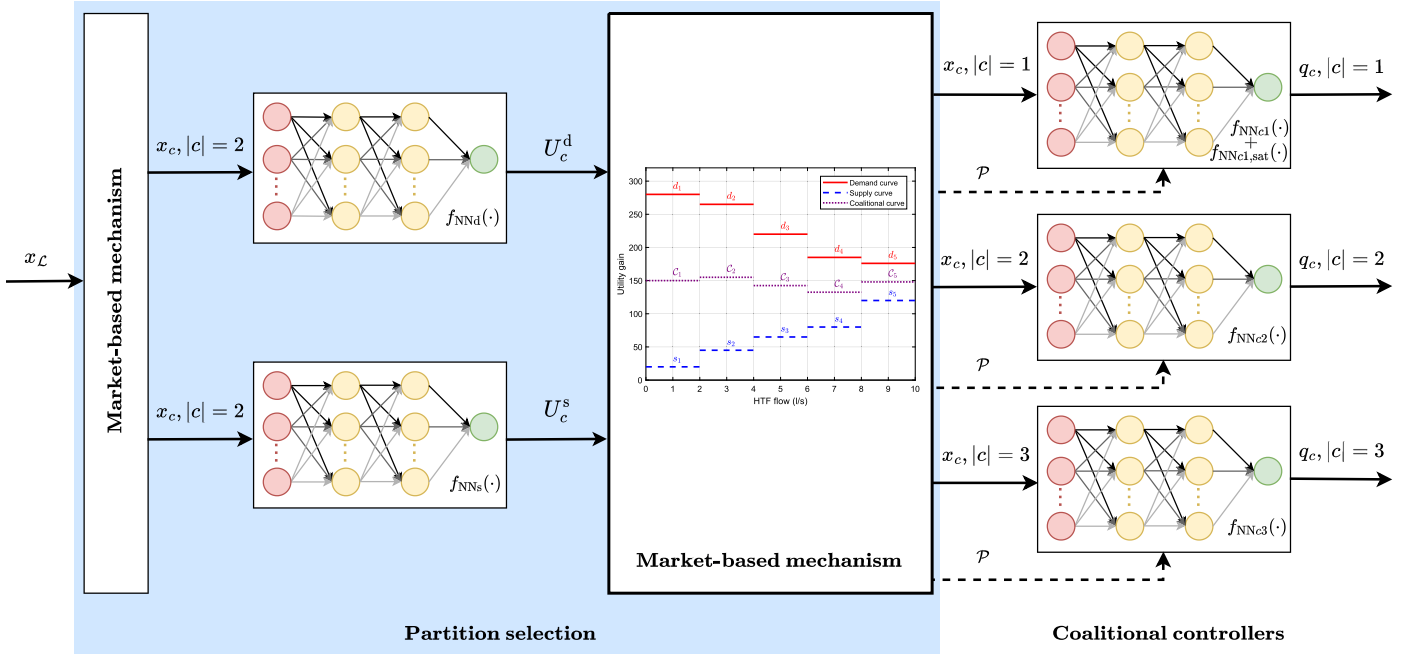 x_𝓛
Market-based mechanism
x_c, |c| = 2
f_NNd(·)
U_c^d
x_c, |c| = 2
f_NNs(·)
U_c^s
Utility gain
300
250
200
150
100
50
0
0 1 2 3 4 5 6 7 8 9 10
HTF flow (l/s)
Demand curve
Supply curve
Coalitional curve
d_1
d_2
d_3
d_4
d_5
𝒞_1
𝒞_2
𝒞_3
𝒞_4
𝒞_5
s_1
s_2
s_3
s_4
s_5
Market-based mechanism
Partition selection
x_c, |c| = 1
𝒫
f_NNc1(·)
+
f_NNc1,sat(·)
q_c, |c| = 1
x_c, |c| = 2
𝒫
f_NNc2(·)
q_c, |c| = 2
x_c, |c| = 3
𝒫
f_NNc3(·)
q_c, |c| = 3
Coalitional controllers